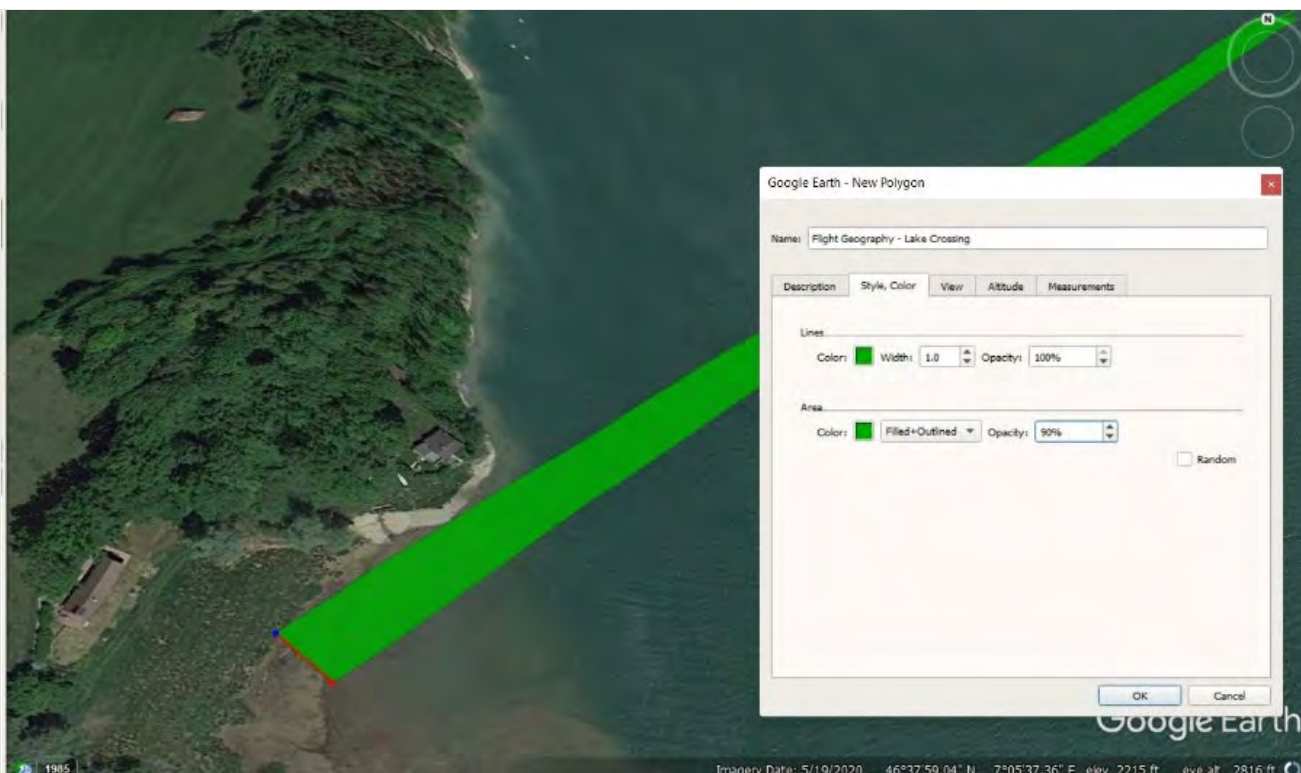 N
Google Earth - New Polygon
Name: Flight Geography - Lake Crossing
Description Style, Color View Altitude Measurements
Lines
Color: Width: 1.0 Opacity: 100%
Area
Color: Filled+Outlined Opacity: 90%
Random
OK Cancel
Google Earth
1985 Imagery Date: 5/19/2020 46°37'59.04" N 7°05'37.36" E elev 2215 ft eye alt 2816 ft